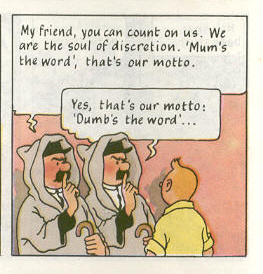 My friend, you can count on us. We
are the soul of discretion. 'Mum's
the word', that's our motto.
Yes, that's our motto:
'Dumb's the word'...